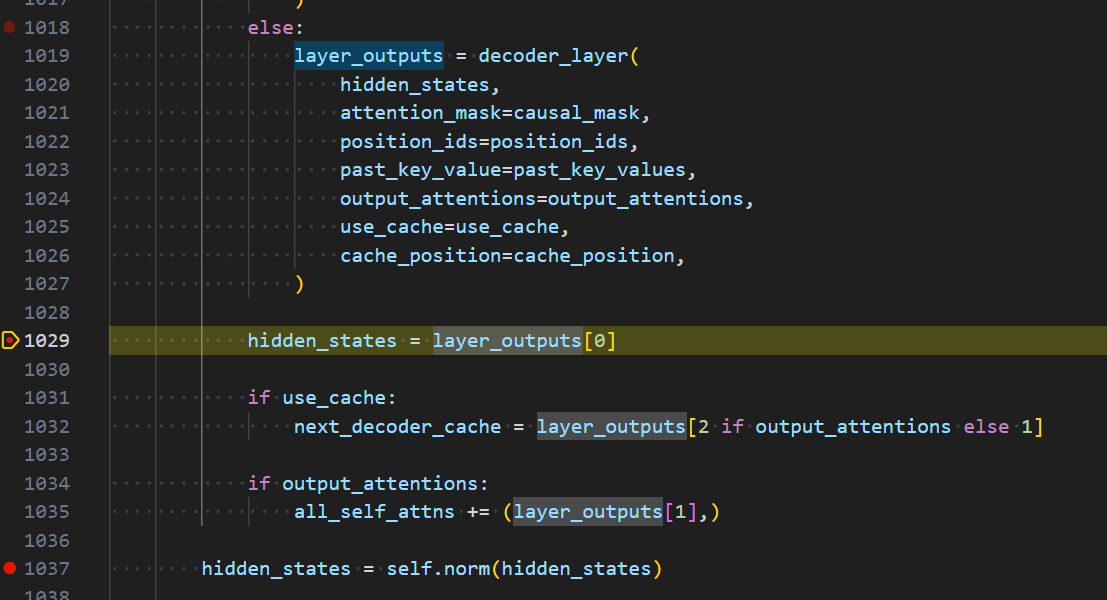 1017 )
1018 else:
1019 layer_outputs = decoder_layer(
1020 hidden_states,
1021 attention_mask=causal_mask,
1022 position_ids=position_ids,
1023 past_key_value=past_key_values,
1024 output_attentions=output_attentions,
1025 use_cache=use_cache,
1026 cache_position=cache_position,
1027 )
1028
1029 hidden_states = layer_outputs[0]
1030
1031 if use_cache:
1032 next_decoder_cache = layer_outputs[2 if output_attentions else 1]
1033
1034 if output_attentions:
1035 all_self_attns += (layer_outputs[1],)
1036
1037 hidden_states = self.norm(hidden_states)
1038